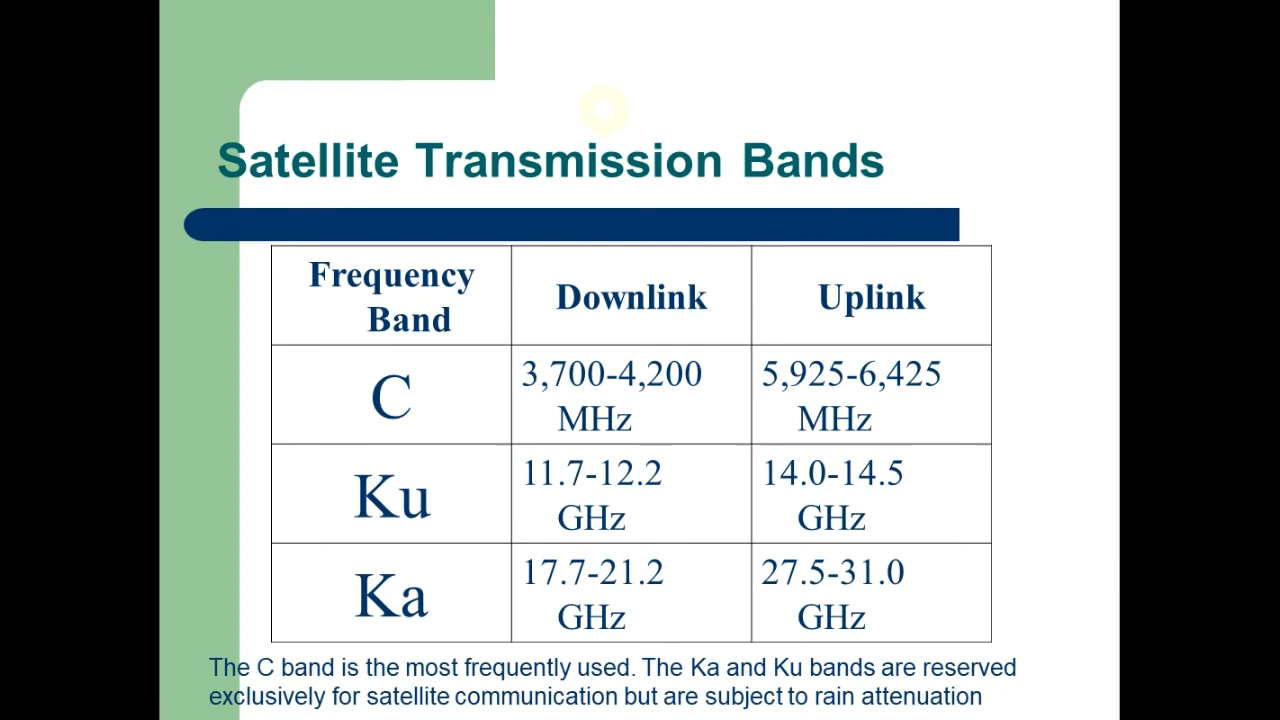 Satellite Transmission Bands
Frequency
Band
Downlink
Uplink
C
3,700-4,200
MHz
5,925-6,425
MHz
Ku
11.7-12.2
GHz
14.0-14.5
GHz
Ka
17.7-21.2
GHz
27.5-31.0
GHz
The C band is the most frequently used. The Ka and Ku bands are reserved
exclusively for satellite communication but are subject to rain attenuation